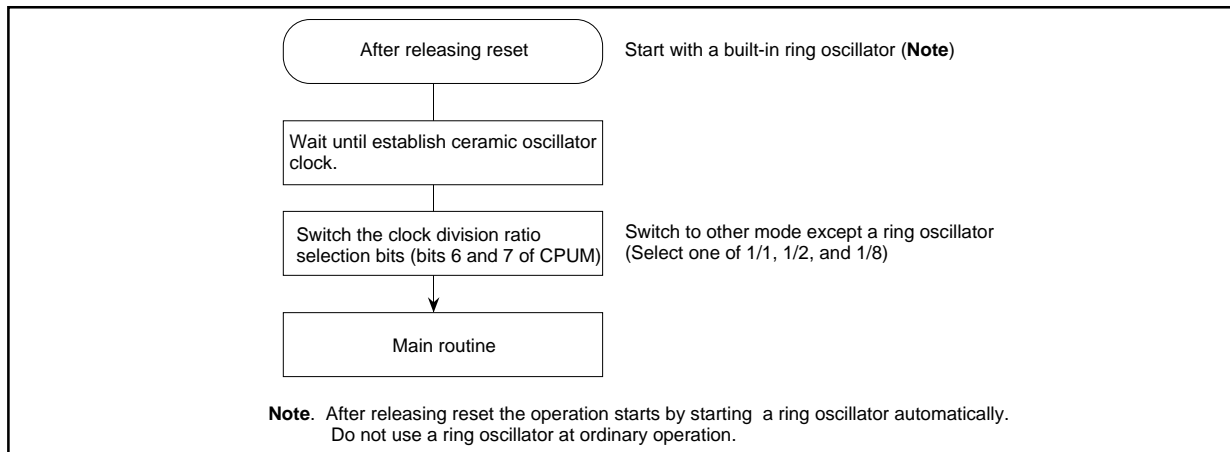 After releasing reset
Start with a built-in ring oscillator (Note)
Wait until establish ceramic oscillator
clock.
Switch the clock division ratio
selection bits (bits 6 and 7 of CPUM)
Switch to other mode except a ring oscillator
(Select one of 1/1, 1/2, and 1/8)
Main routine
Note. After releasing reset the operation starts by starting a ring oscillator automatically.
Do not use a ring oscillator at ordinary operation.